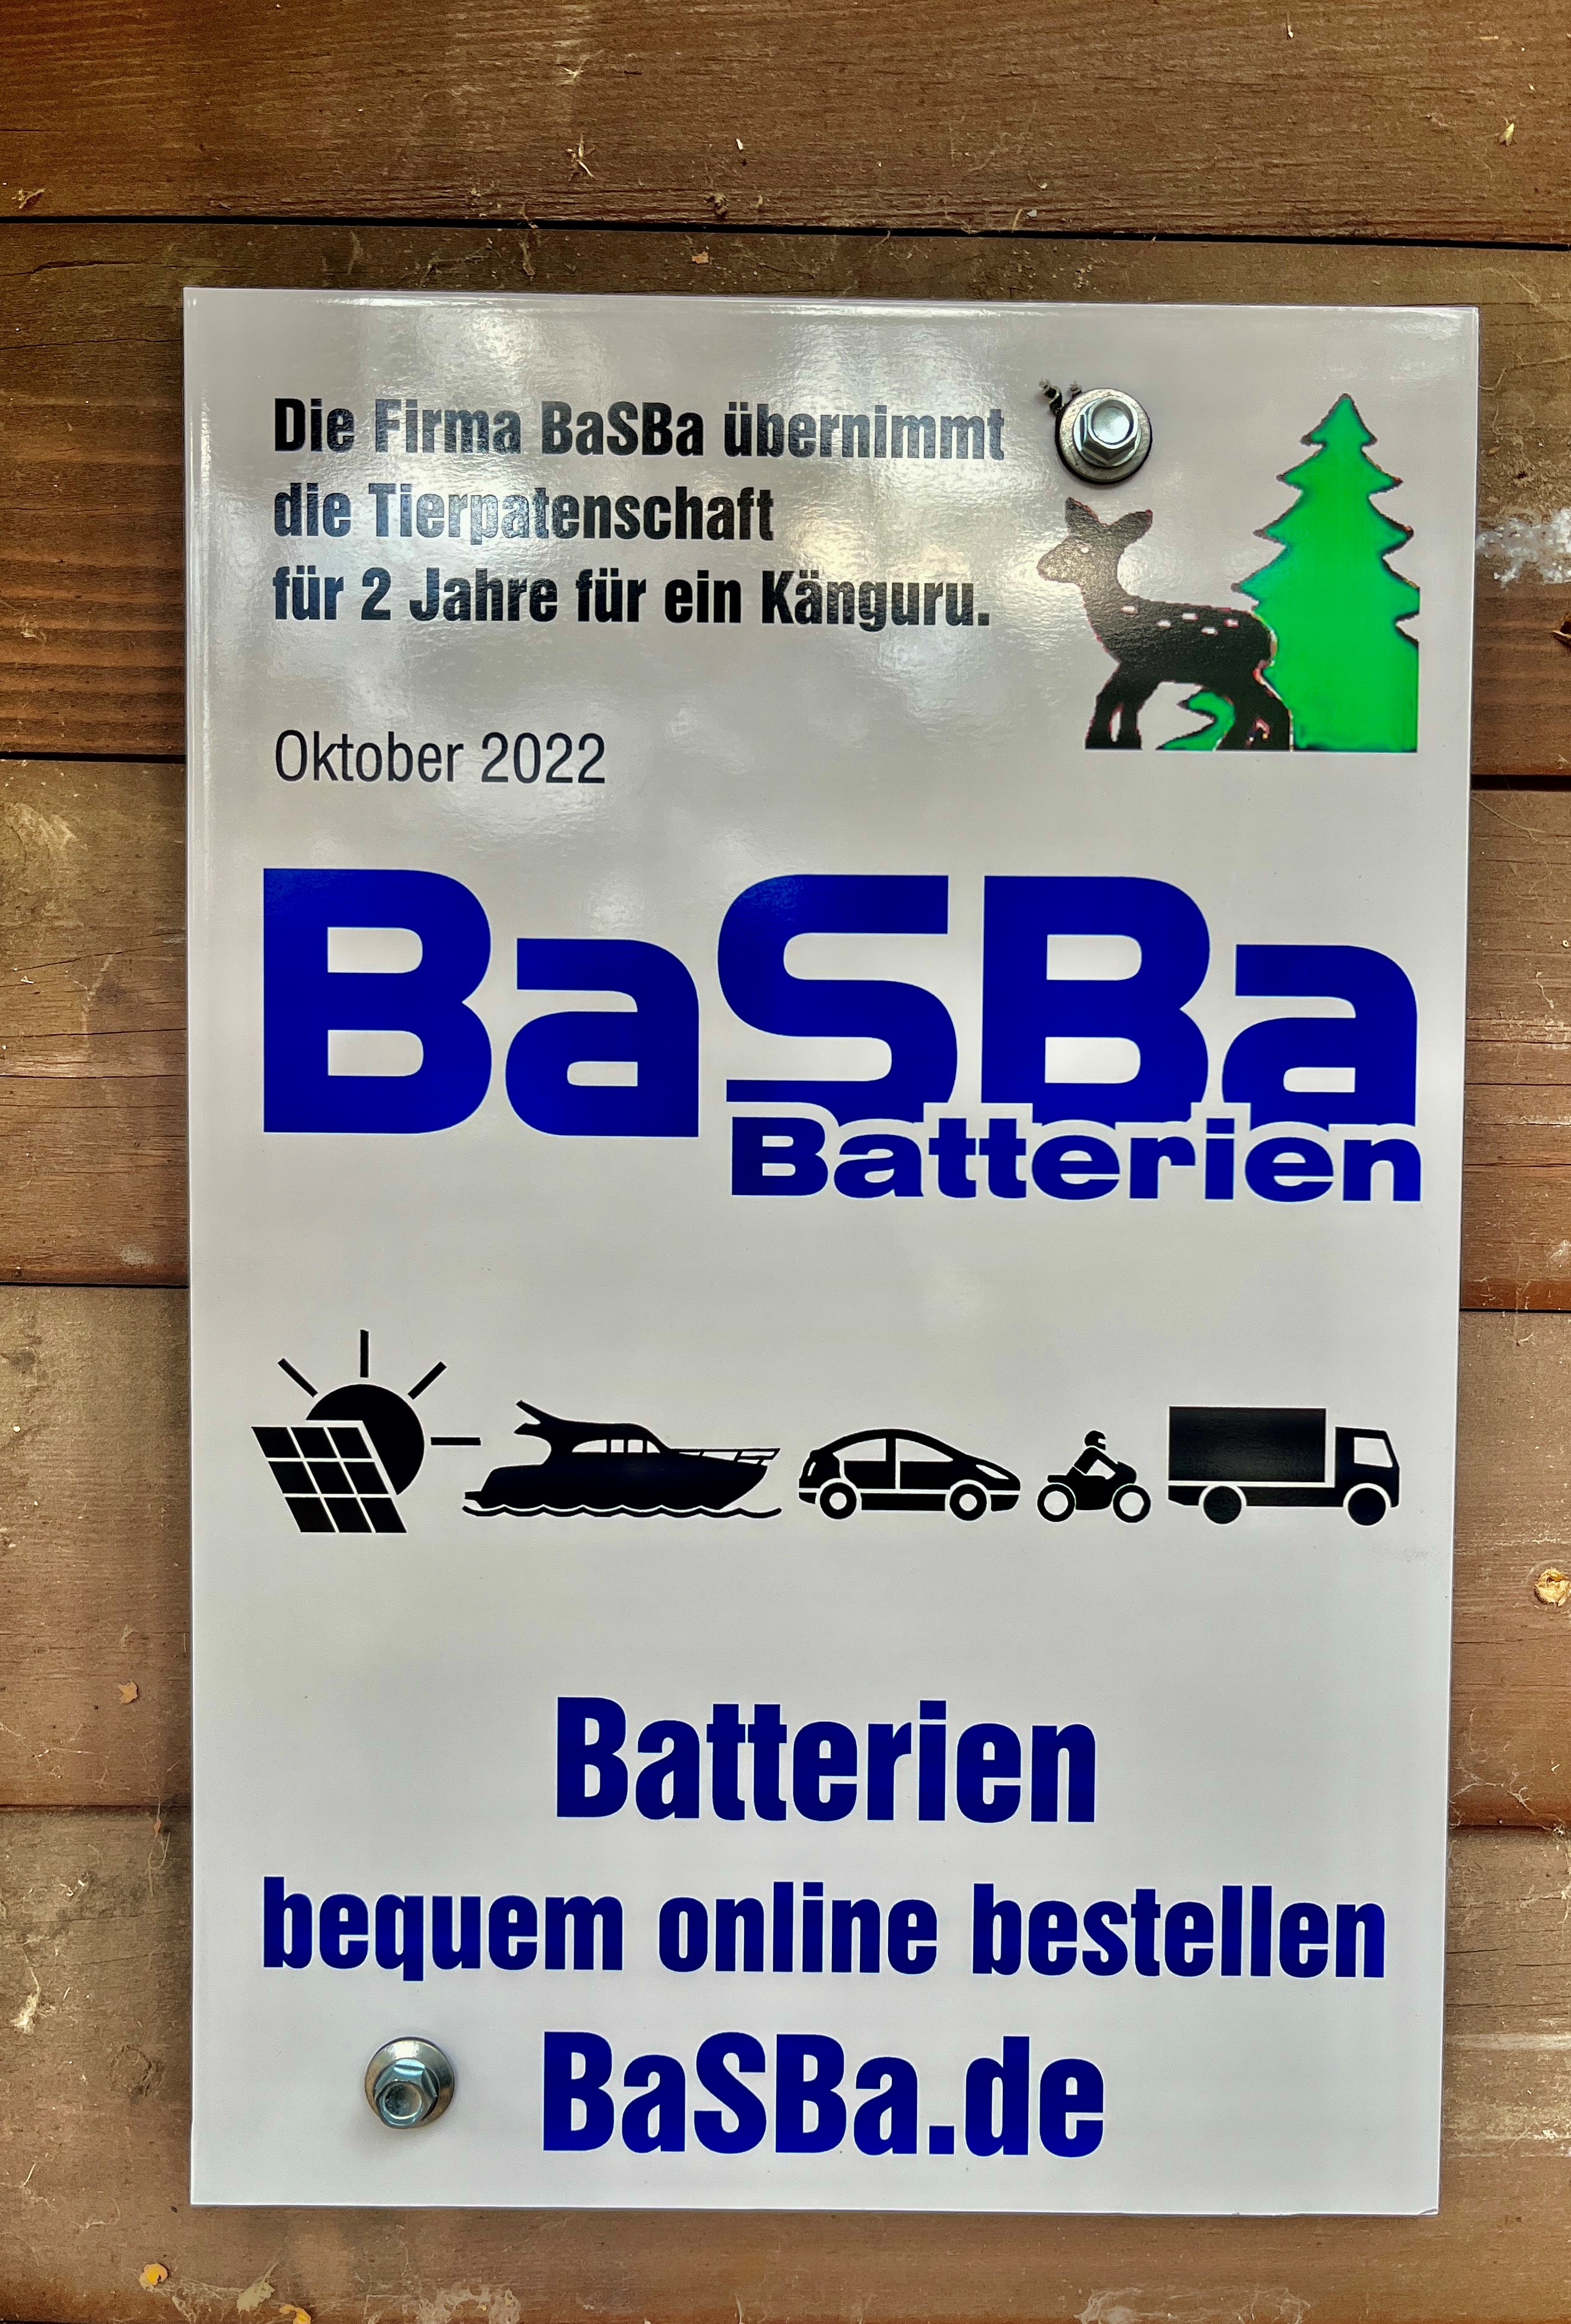 Die Firma BaSBa übernimmt
die Tierpatenschaft
für 2 Jahre für ein Känguru.
Oktober 2022
BaSBa
Batterien
Batterien
bequem online bestellen
BaSBa.de